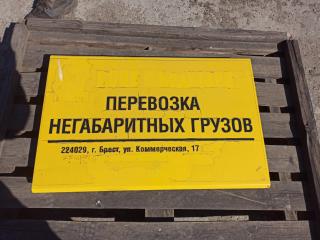 ПЕРЕВОЗКА
НЕГАБАРИТНЫХ ГРУЗОВ
224029, г. Брест, ул. Коммерческая, 17